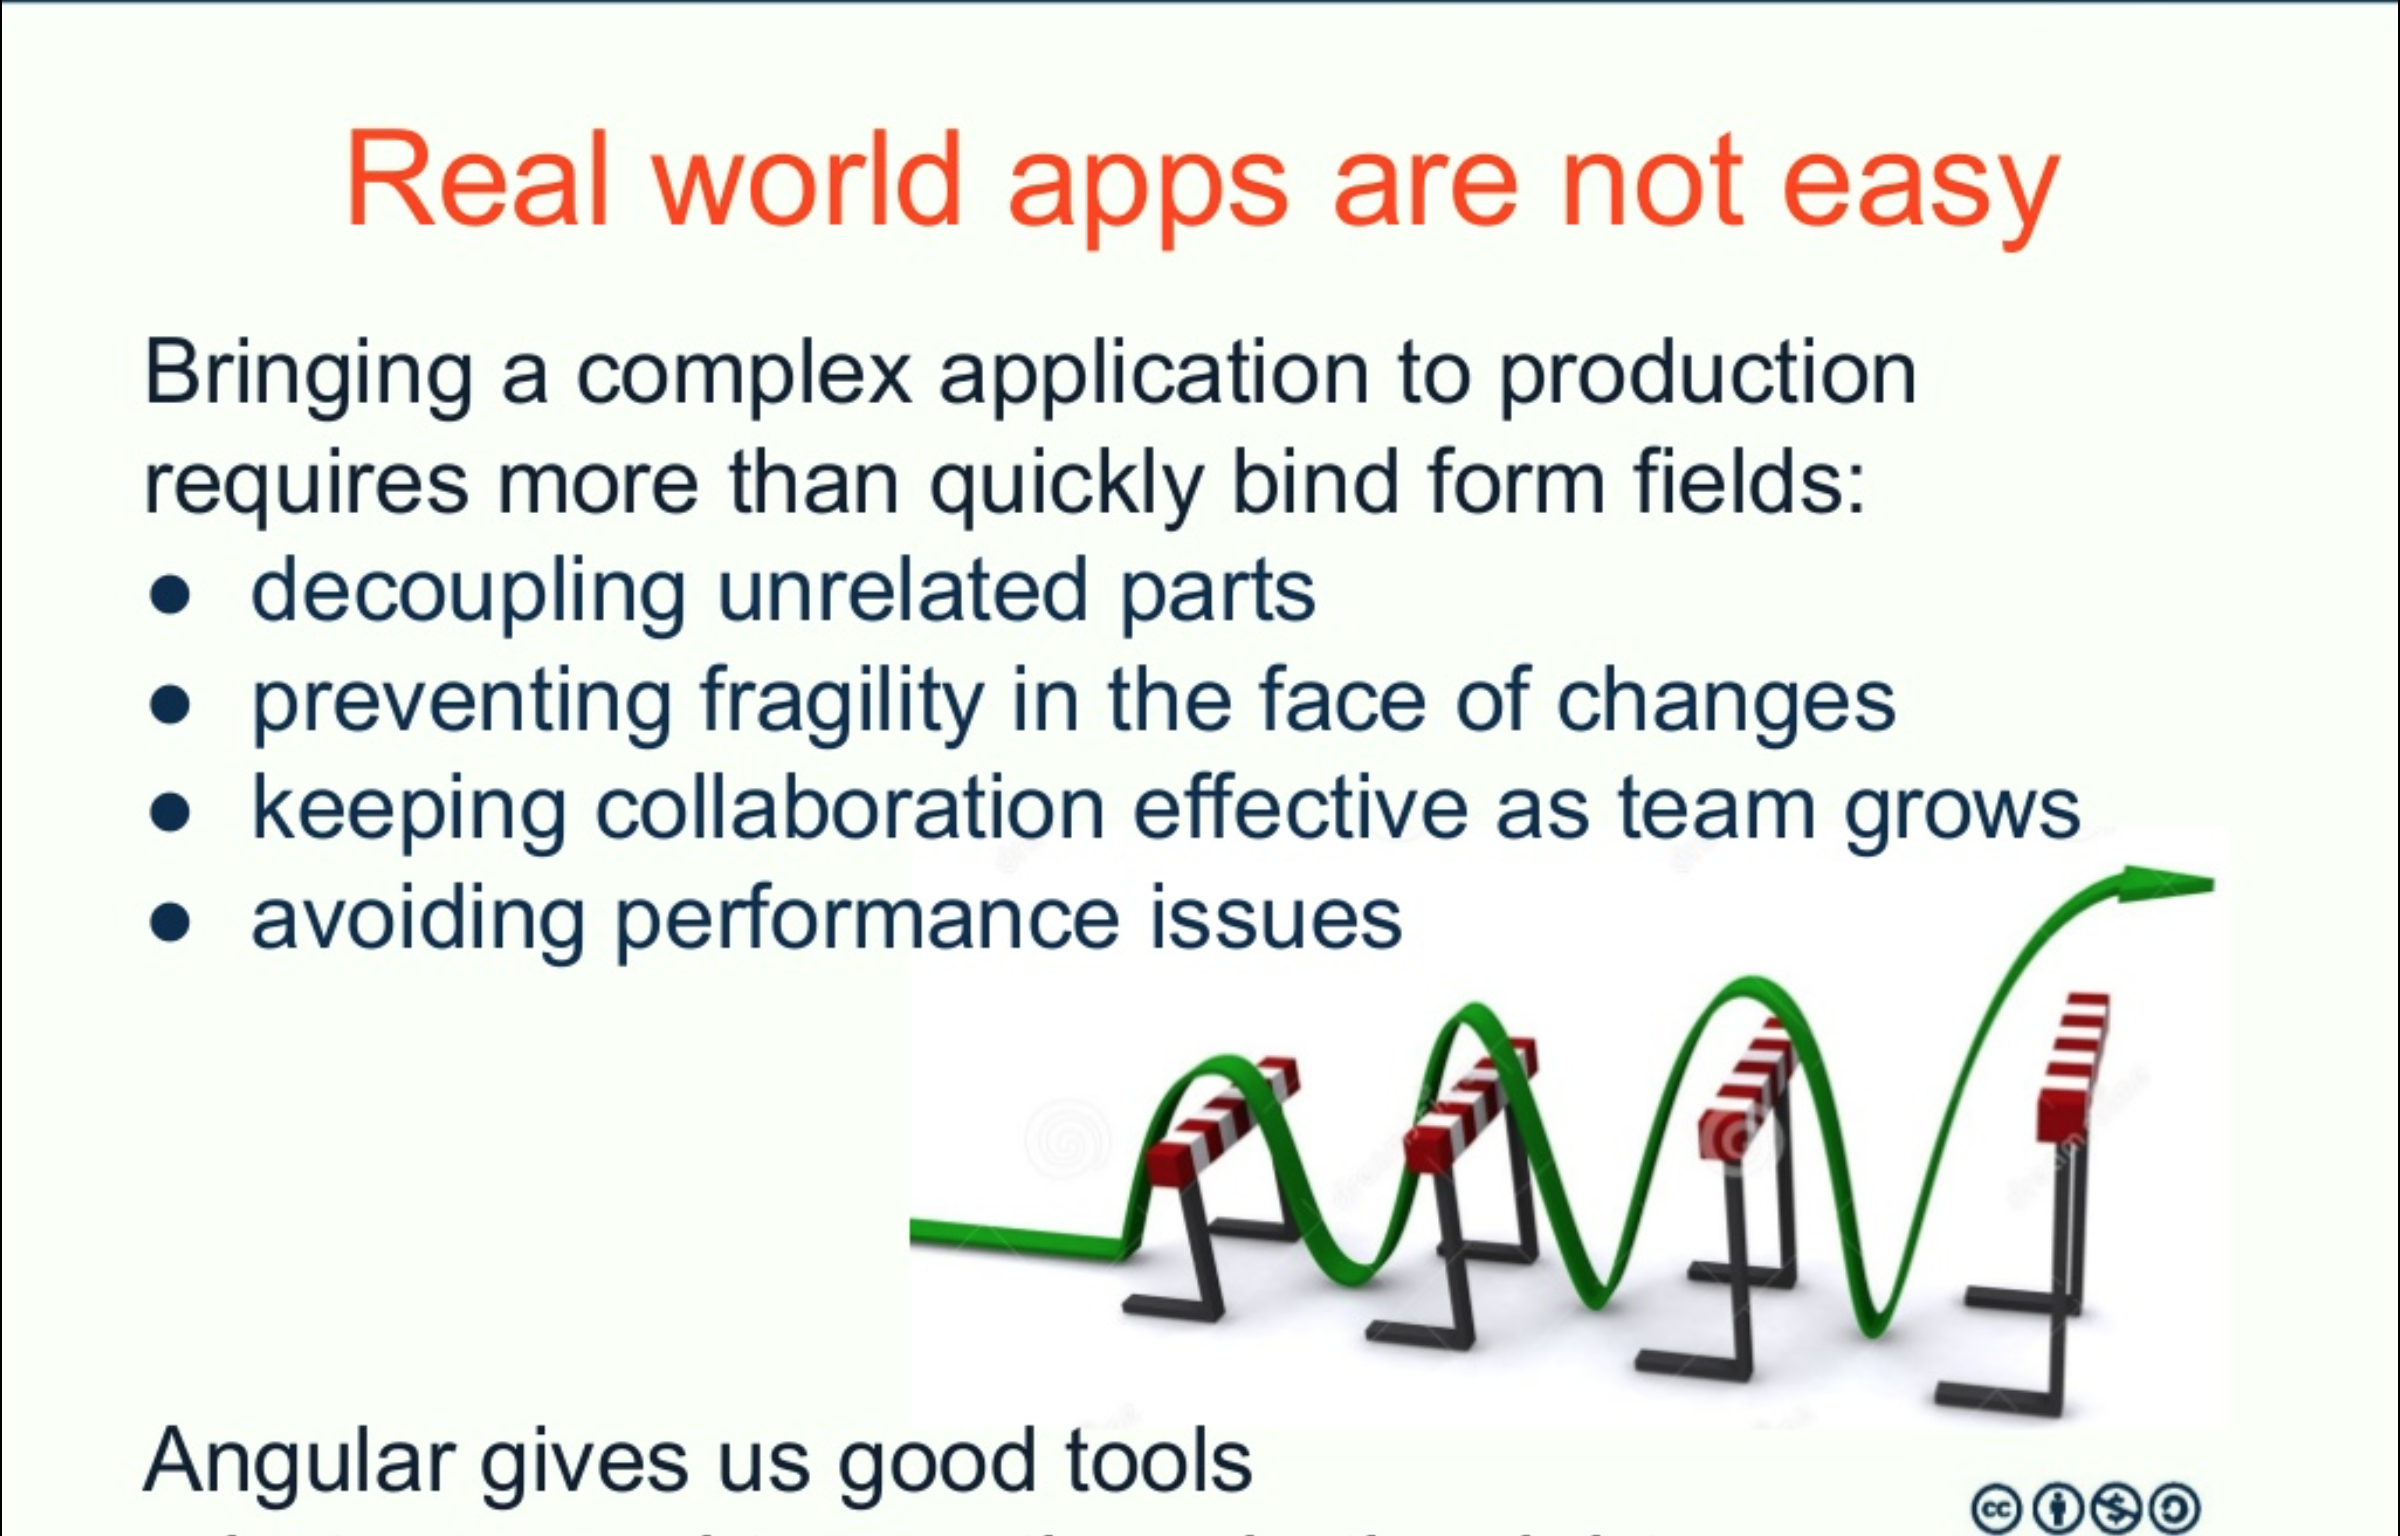 Real world apps are not easy
Bringing a complex application to production
requires more than quickly bind form fields:
● decoupling unrelated parts
● preventing fragility in the face of changes
● keeping collaboration effective as team grows
● avoiding performance issues
Angular gives us good tools
cc